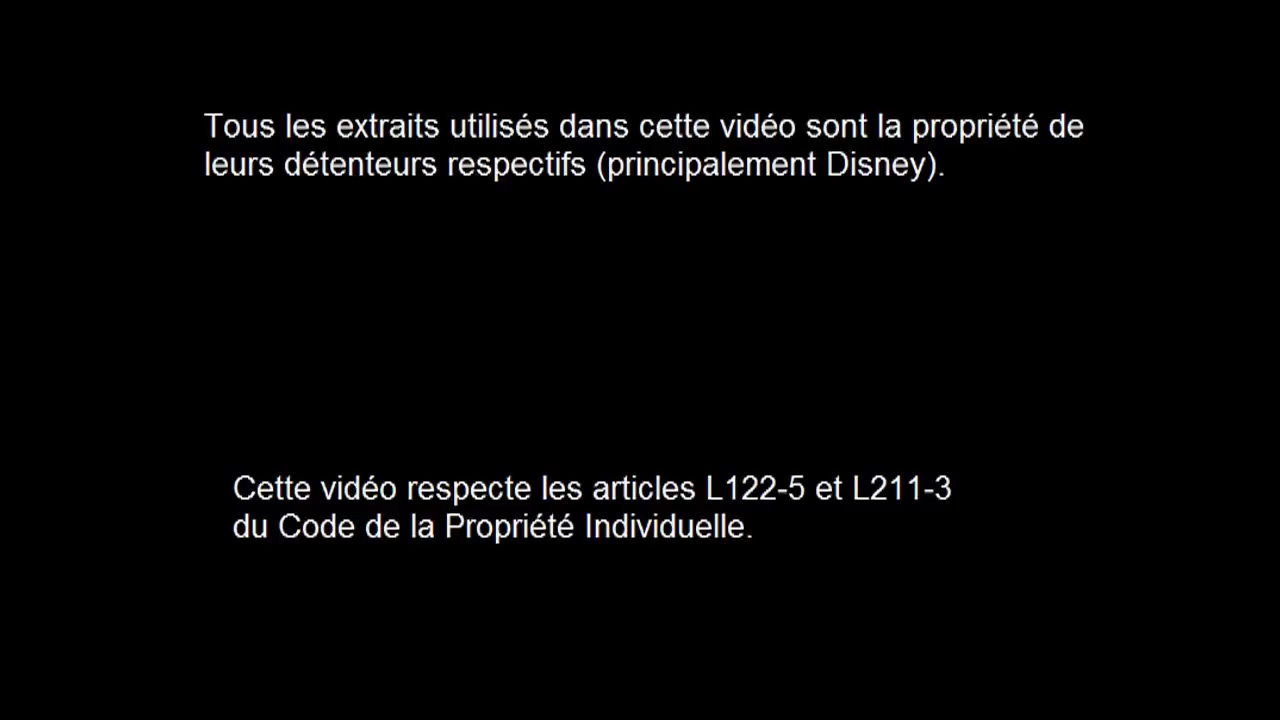 Tous les extraits utilisés dans cette vidéo sont la propriété de
leurs détenteurs respectifs (principalement Disney).
Cette vidéo respecte les articles L122-5 et L211-3
du Code de la Propriété Individuelle.